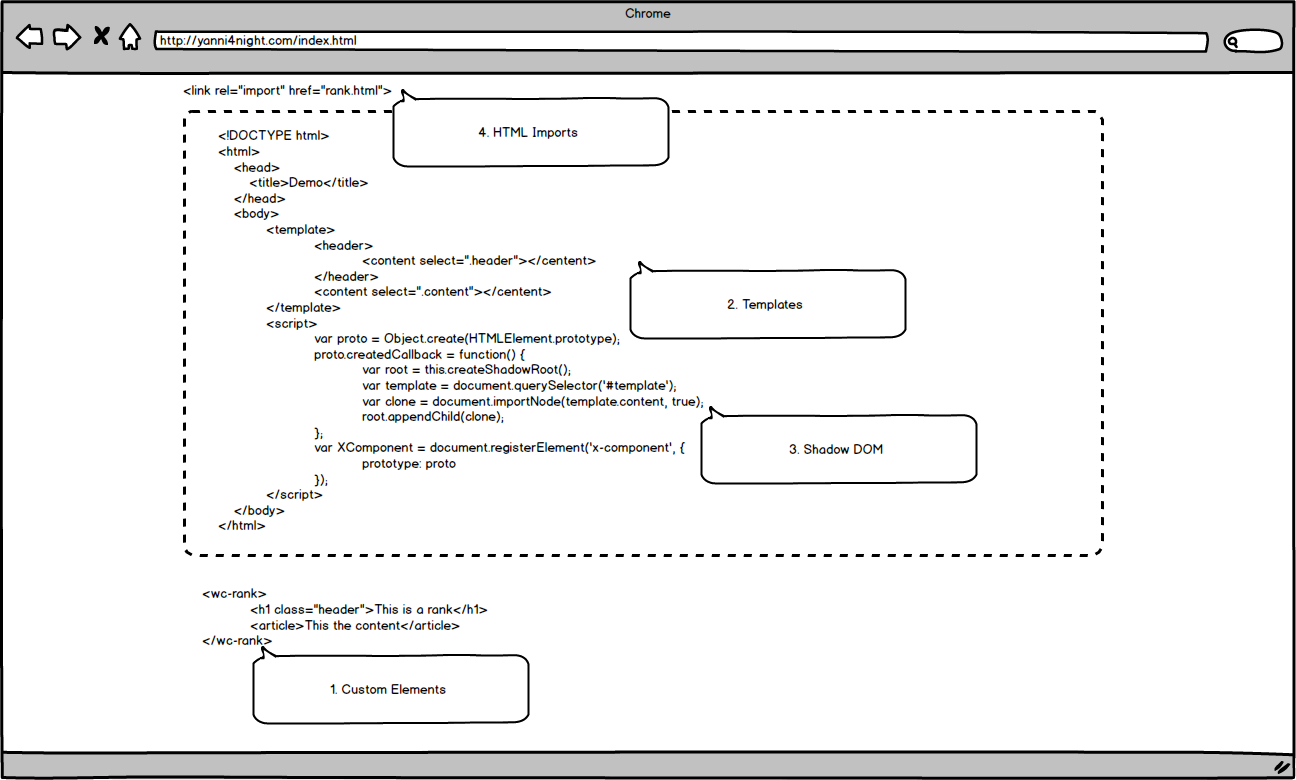 Chrome
http://yanni4night.com/index.html
<link rel="import" href="rank.html">
4. HTML Imports
<!DOCTYPE html>
<html>
<head>
<title>Demo</title>
</head>
<body>
<template>
<header>
<content select=".header"></centent>
</header>
<content select=".content"></centent>
</template>
2. Templates
<script>
var proto = Object.create(HTMLElement.prototype);
proto.createdCallback = function() {
var root = this.createShadowRoot();
var template = document.querySelector('#template');
var clone = document.importNode(template.content, true);
root.appendChild(clone);
};
var XComponent = document.registerElement('x-component', {
prototype: proto
});
3. Shadow DOM
</script>
</body>
</html>
<wc-rank>
<h1 class="header">This is a rank</h1>
<article>This the content</article>
</wc-rank>
1. Custom Elements